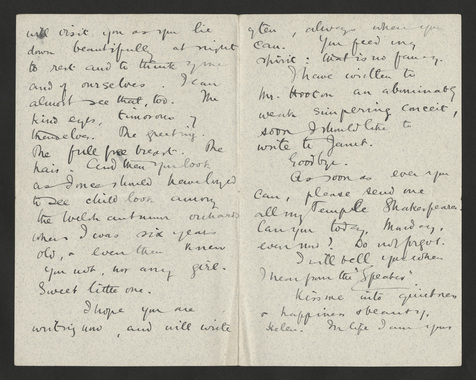 will visit you as you lie
down beautifully at night
to rest and to think of me
and of ourselves. I can
almost see that, too. The
kind eyes, timorous of
themselves. The greeting.
The full free breast. The
hair. And then you look
as I once should have longed
to see child look among
the Welsh autumn orchards
when I was six years
old, & even then knew
you not, nor any girl.
Sweet little one.
I hope you are
writing now, and will write
often, always when you
can. You feed my
spirit: that is no fancy.
I have written to
Mr. Hooton an abominably
weak simpering conceit,
soon I should like to
write to Janet.
Goodbye.
As soon as ever you
can, please send me
all my Temple Shakespeares.
Can you today, Monday,
even now? Do not forget.
I will tell you when
I hear from the "Speaker".
Kiss me into quietness
& happiness & beauty,
Helen. In life I am yours